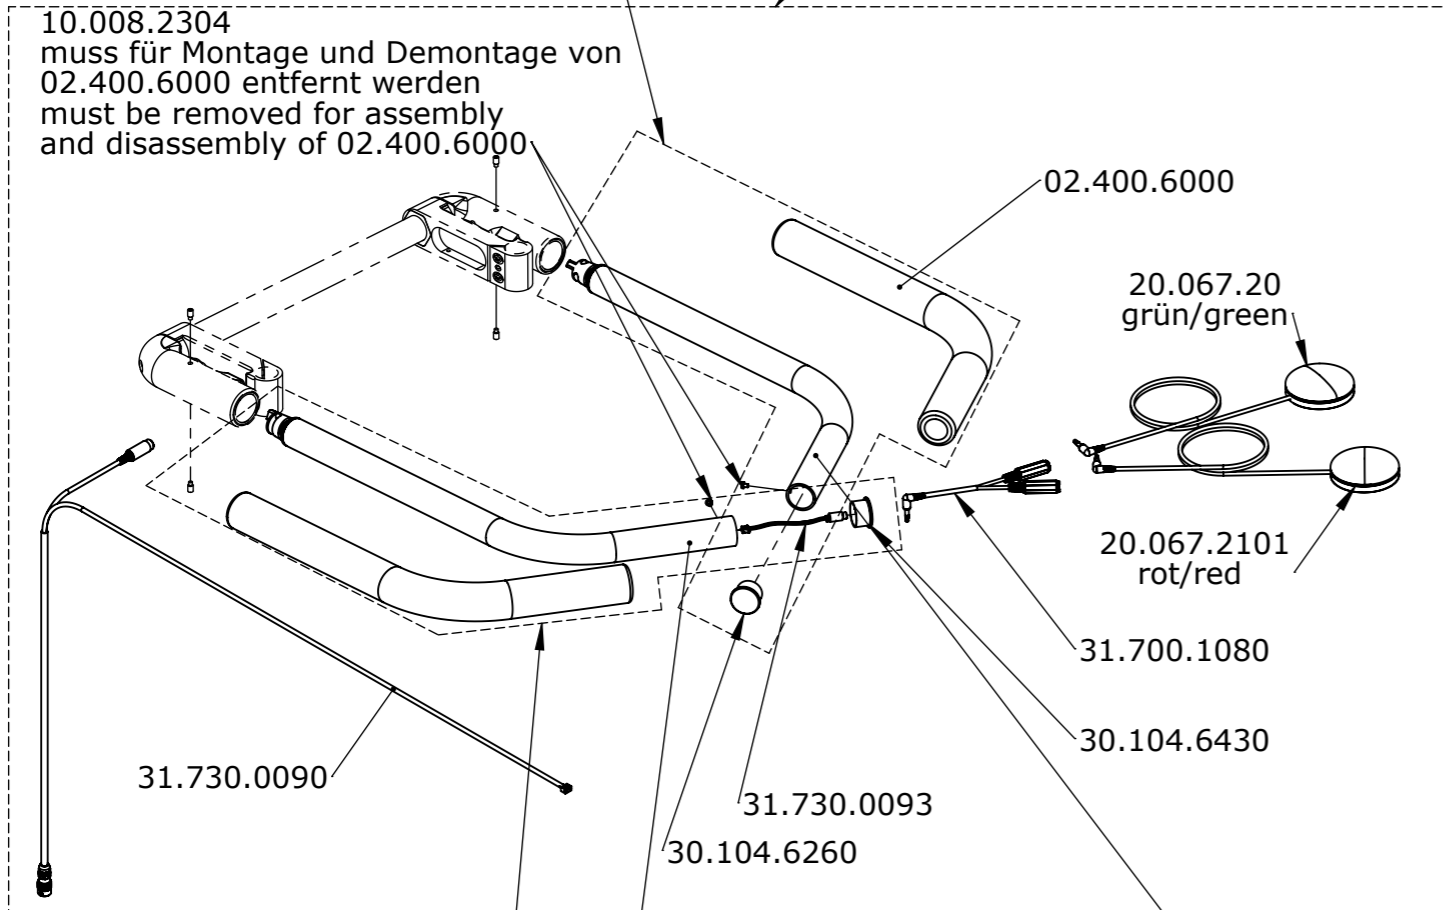 10.008.2304
muss für Montage und Demontage von
02.400.6000 entfernt werden
must be removed for assembly
and disassembly of 02.400.6000
02.400.6000
20.067.20
grün/green
20.067.2101
rot/red
31.700.1080
30.104.6430
31.730.0090
31.730.0093
30.104.6260